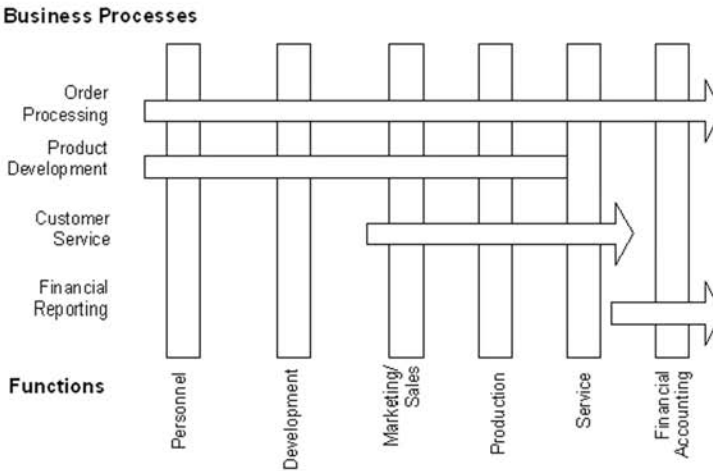 Business Processes
Order
Processing
Product
Development
Customer
Service
Financial
Reporting
Functions
Personnel
Development
Marketing/
Sales
Production
Service
Financial
Accounting